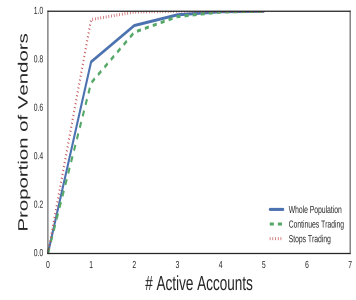 1.0
0.8
0.6
0.4
0.2
0.0
Proportion of Vendors
Whole Population
Continues Trading
Stops Trading
0 1 2 3 4 5 6 7
# Active Accounts